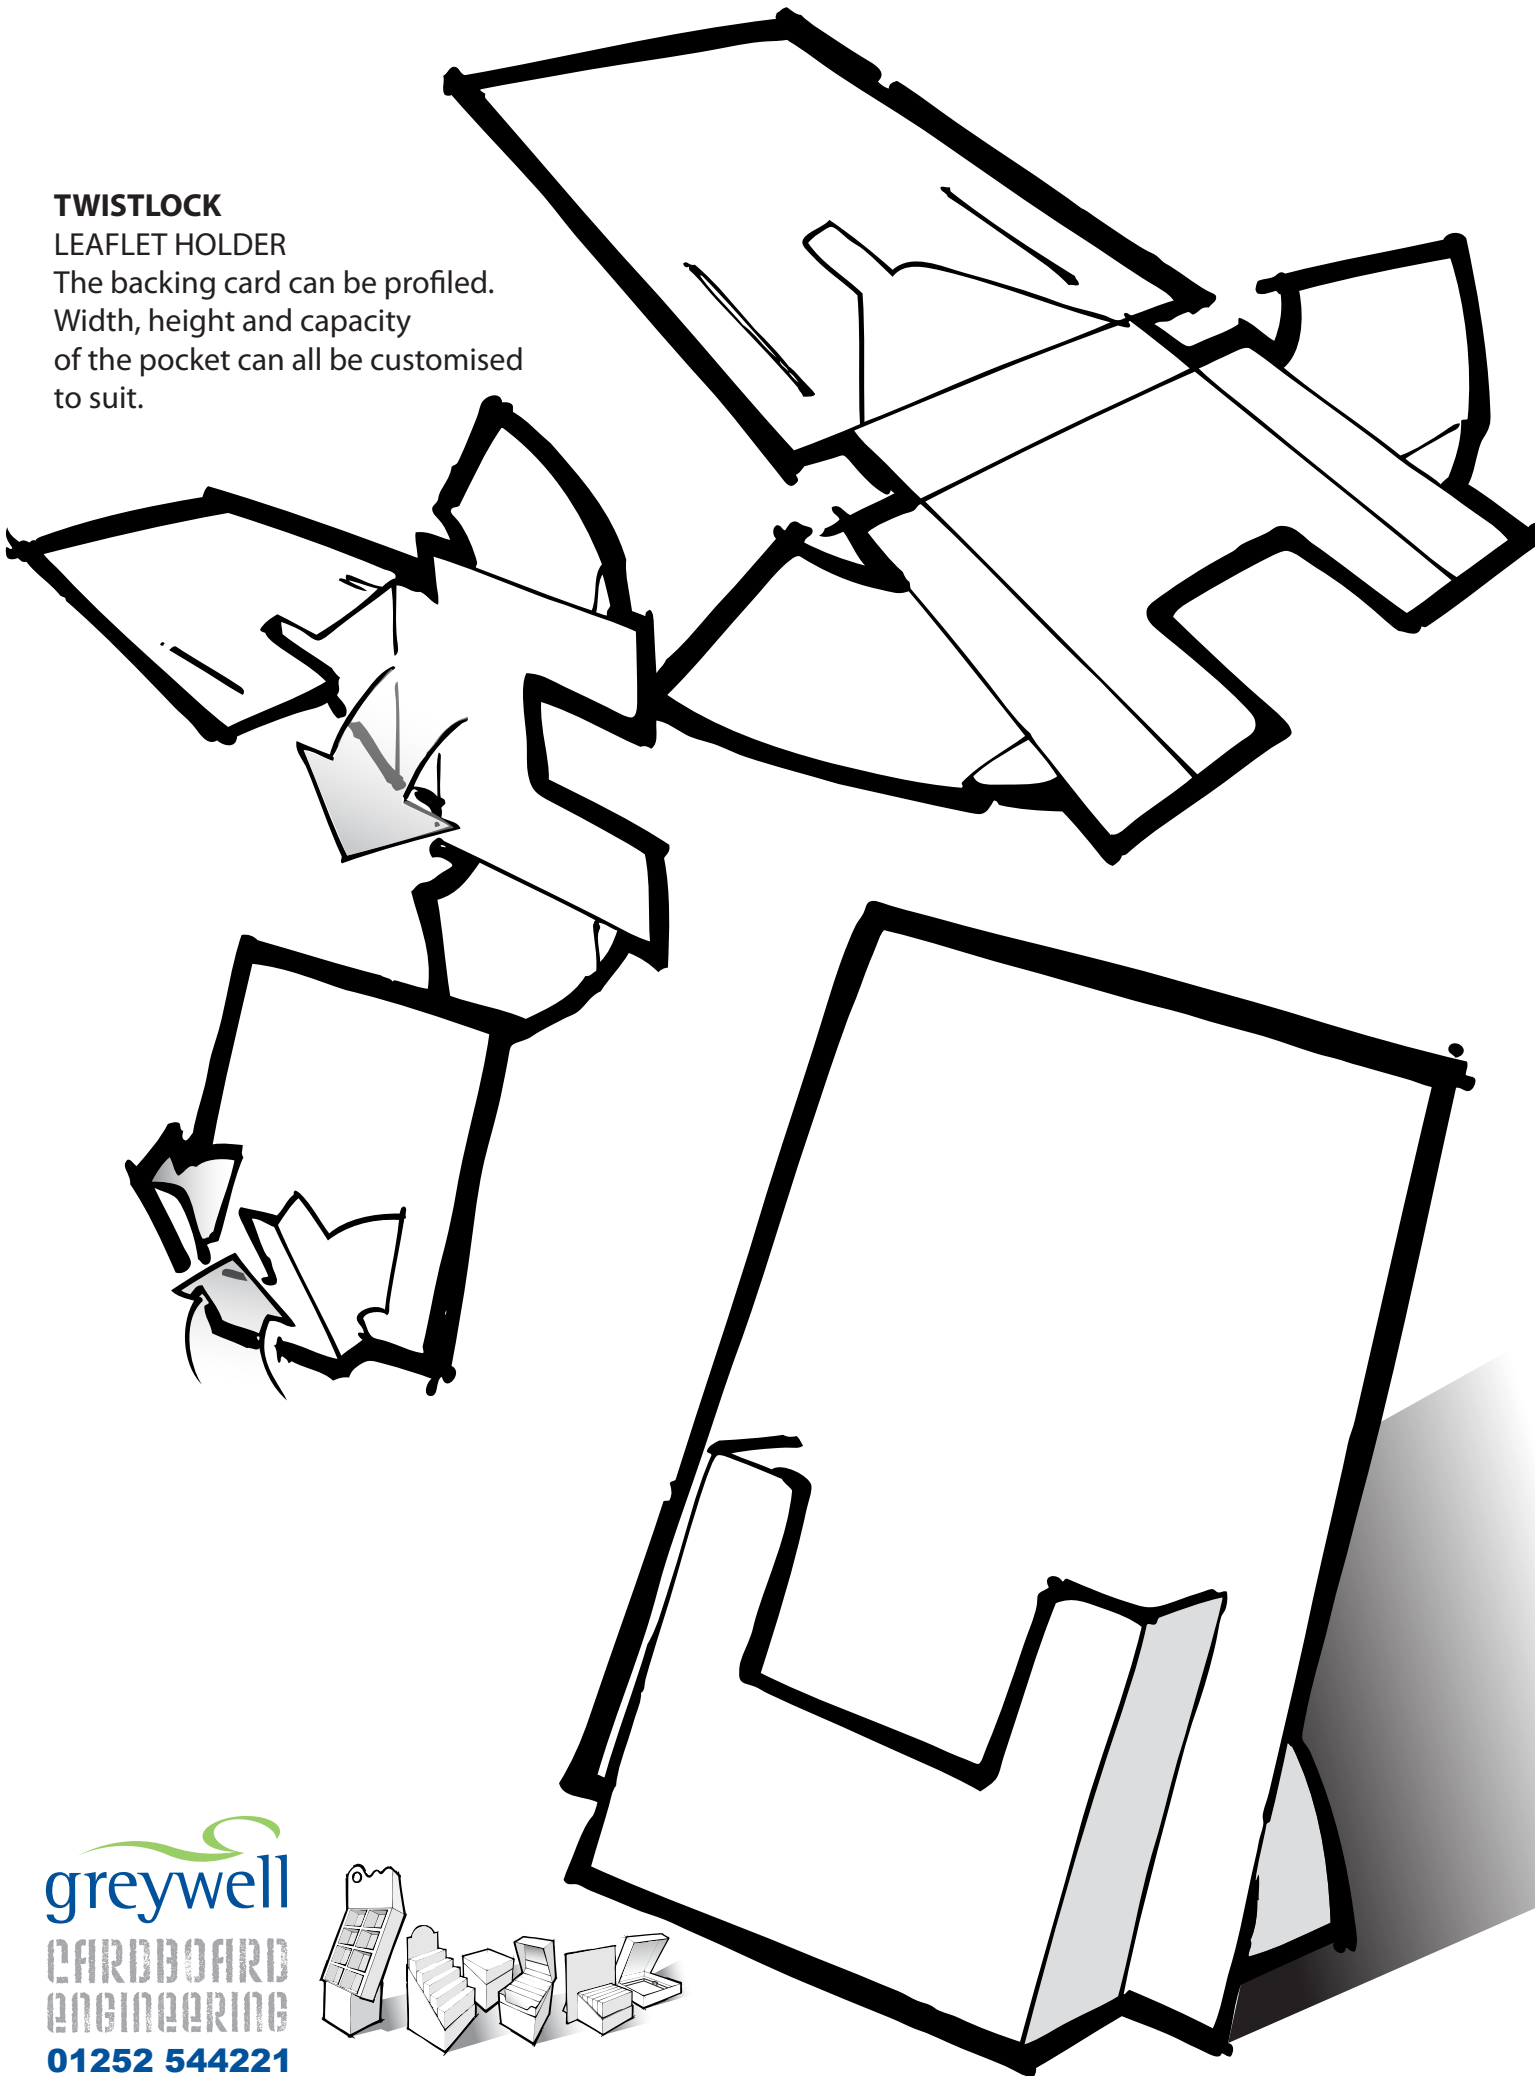 TWISTLOCK
LEAFLET HOLDER
The backing card can be profiled.
Width, height and capacity
of the pocket can all be customised
to suit.
greywell
CARDBOARD
ENGINEERING
01252 544221